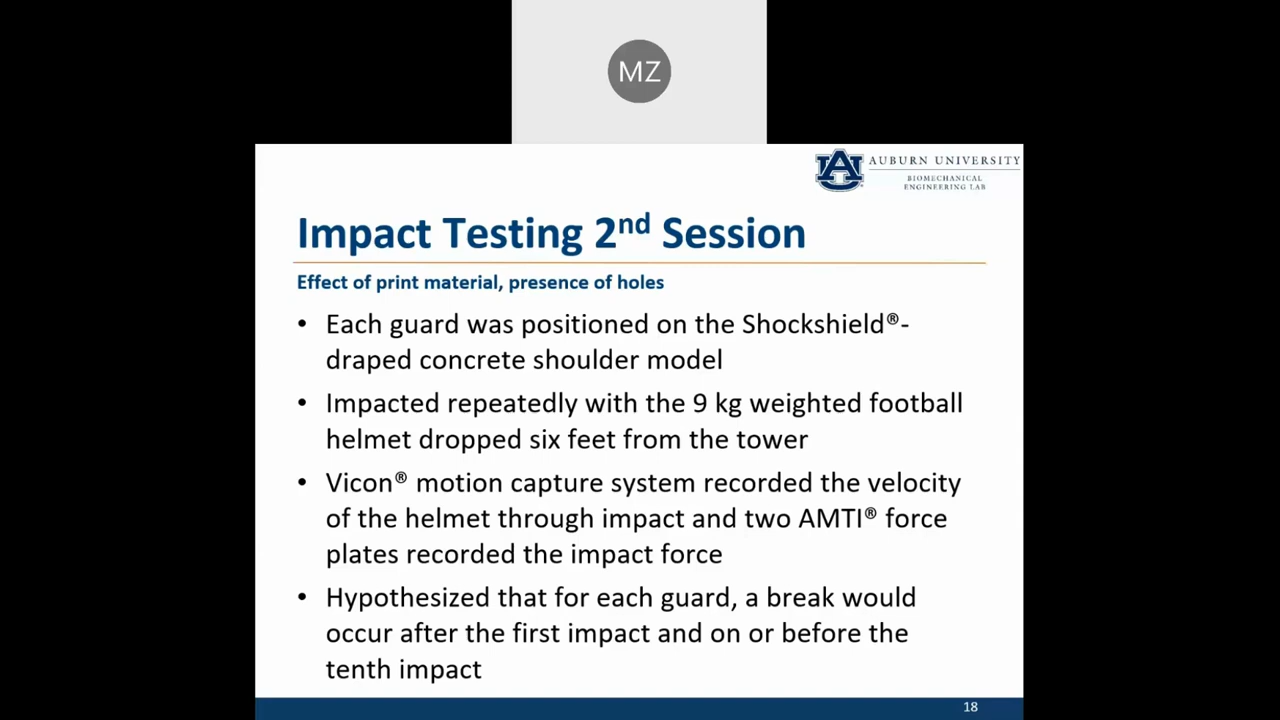 MZ
AUBURN UNIVERSITY
BIOMECHANICAL
ENGINEERING LAB
Impact Testing 2nd Session
Effect of print material, presence of holes
• Each guard was positioned on the Shockshield®-
draped concrete shoulder model
• Impacted repeatedly with the 9 kg weighted football
helmet dropped six feet from the tower
• Vicon® motion capture system recorded the velocity
of the helmet through impact and two AMTI® force
plates recorded the impact force
• Hypothesized that for each guard, a break would
occur after the first impact and on or before the
tenth impact
18